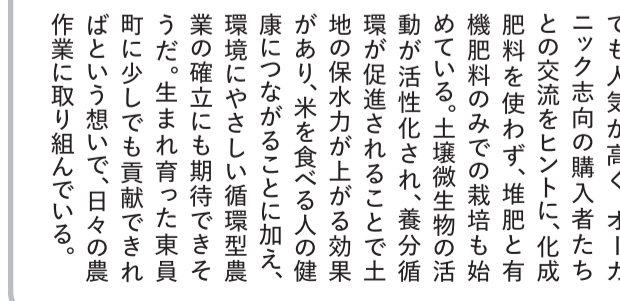 でも人気が高く、オーガ
ニック志向の購入者たち
との交流をヒントに、化成
肥料を使わず、堆肥と有
機肥料のみでの栽培も始
めている。土壌微生物の活
動が活性化され、養分循
環が促進されることで土
地の保水力が上がる効果
があり、米を食べる人の健
康につながることに加え、
環境にやさしい循環型農
業の確立にも期待できそ
うだ。生まれ育った東員
町に少しでも貢献できれ
ばという想いで、日々の農
作業に取り組んでいる。